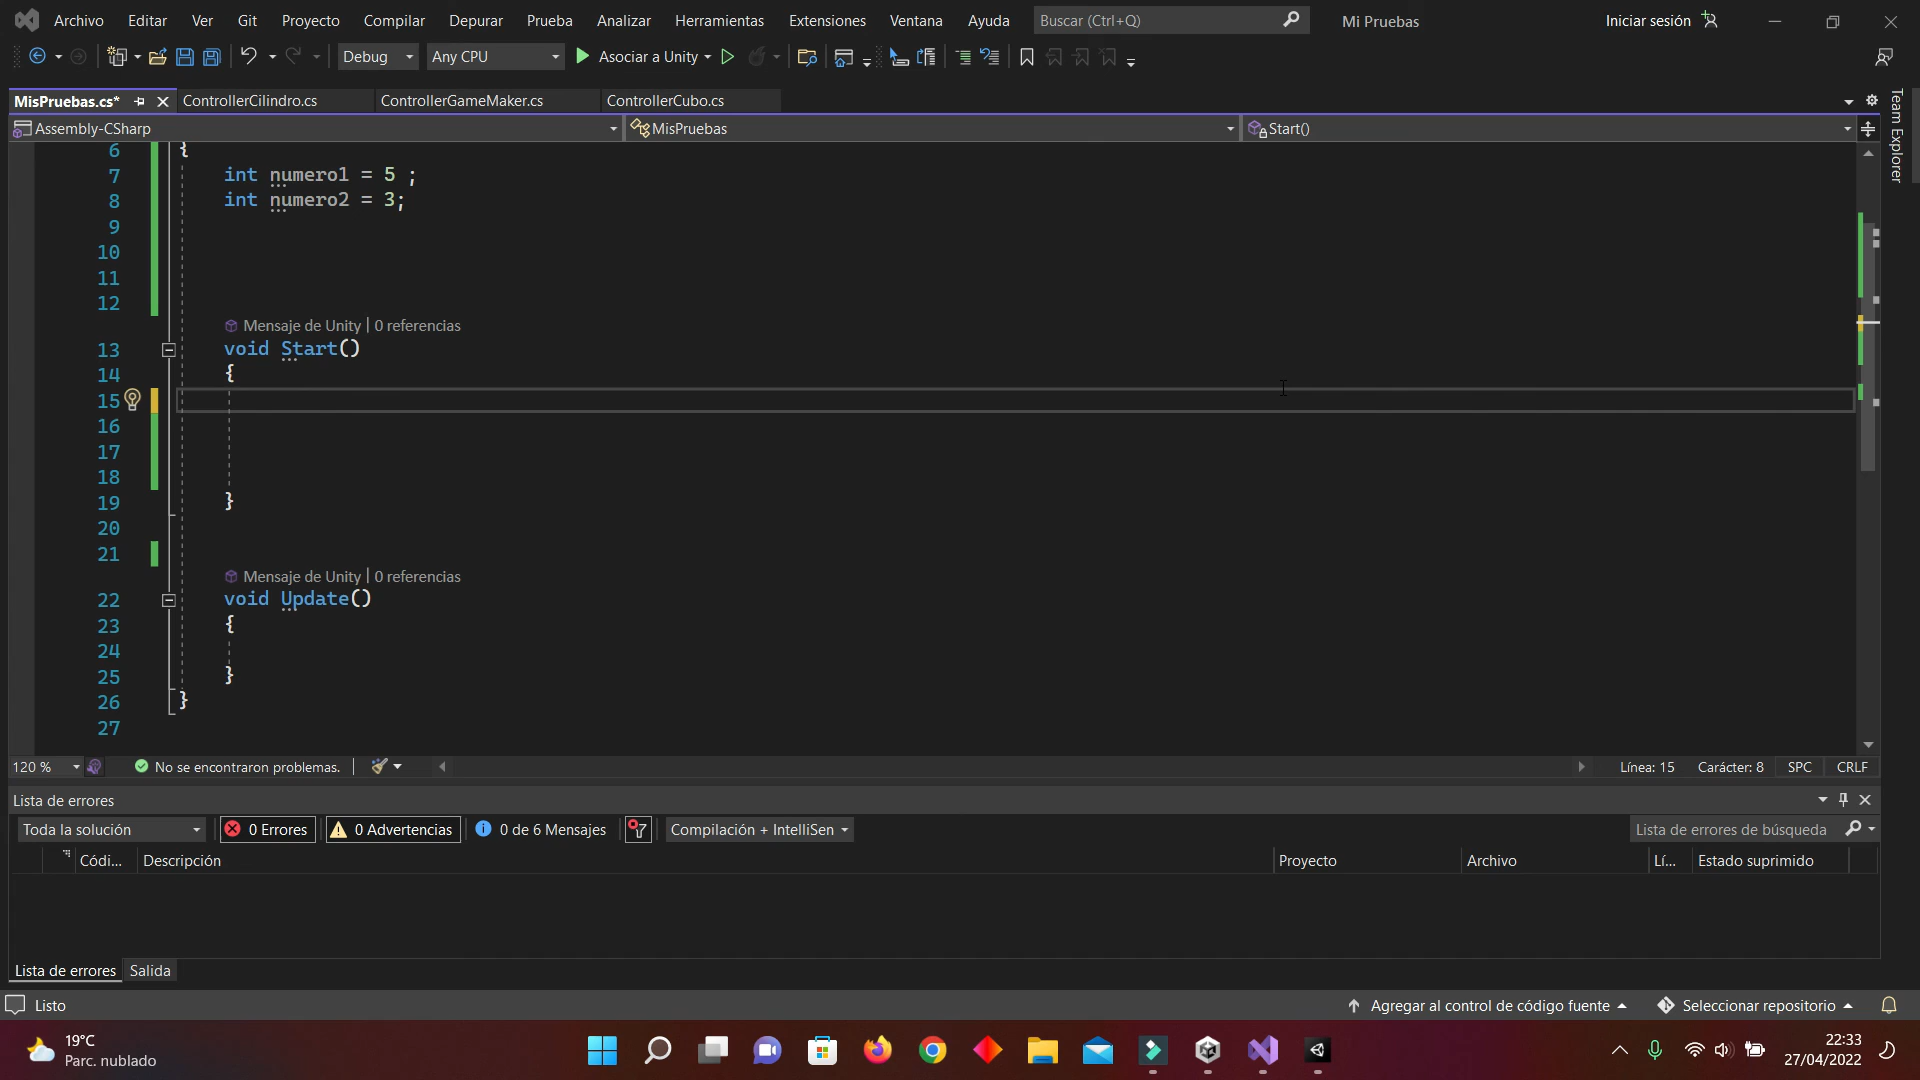 Archivo Editar Ver Git Proyecto Compilar Depurar Prueba Analizar Herramientas Extensiones Ventana Ayuda Buscar (Ctrl+Q) Mi Pruebas Iniciar sesión
Debug Any CPU Asociar a Unity
MisPruebas.cs* ControllerCilindro.cs ControllerGameMaker.cs ControllerCubo.cs
Assembly-CSharp MisPruebas Start()
Team Explorer
6 {
7 int numero1 = 5 ;
8 int numero2 = 3;
9
10
11
12
Mensaje de Unity | 0 referencias
13 void Start()
14 {
15
16
17
18
19 }
20
21
Mensaje de Unity | 0 referencias
22 void Update()
23 {
24
25 }
26 }
27
120 % No se encontraron problemas. Línea: 15 Carácter: 8 SPC CRLF
Lista de errores
Toda la solución 0 Errores 0 Advertencias 0 de 6 Mensajes Compilación + IntelliSen Lista de errores de búsqueda
Códi... Descripción Proyecto Archivo Lí... Estado suprimido
Lista de errores Salida
Listo Agregar al control de código fuente Seleccionar repositorio
19°C
Parc. nublado
22:33
27/04/2022